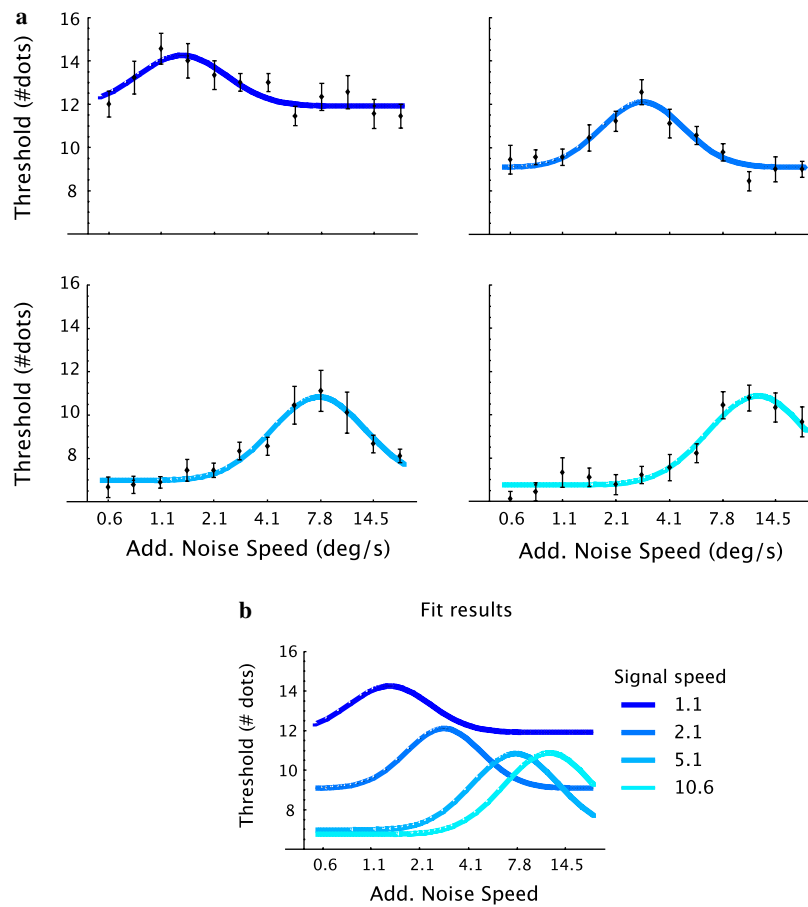 a
16
14
12
10
8
Threshold (#dots)
16
14
12
10
8
Threshold (#dots)
0.6 1.1 2.1 4.1 7.8 14.5
Add. Noise Speed (deg/s)
0.6 1.1 2.1 4.1 7.8 14.5
Add. Noise Speed (deg/s)
b
Fit results
16
14
12
10
8
Threshold (# dots)
0.6 1.1 2.1 4.1 7.8 14.5
Add. Noise Speed
Signal speed
1.1
2.1
5.1
10.6